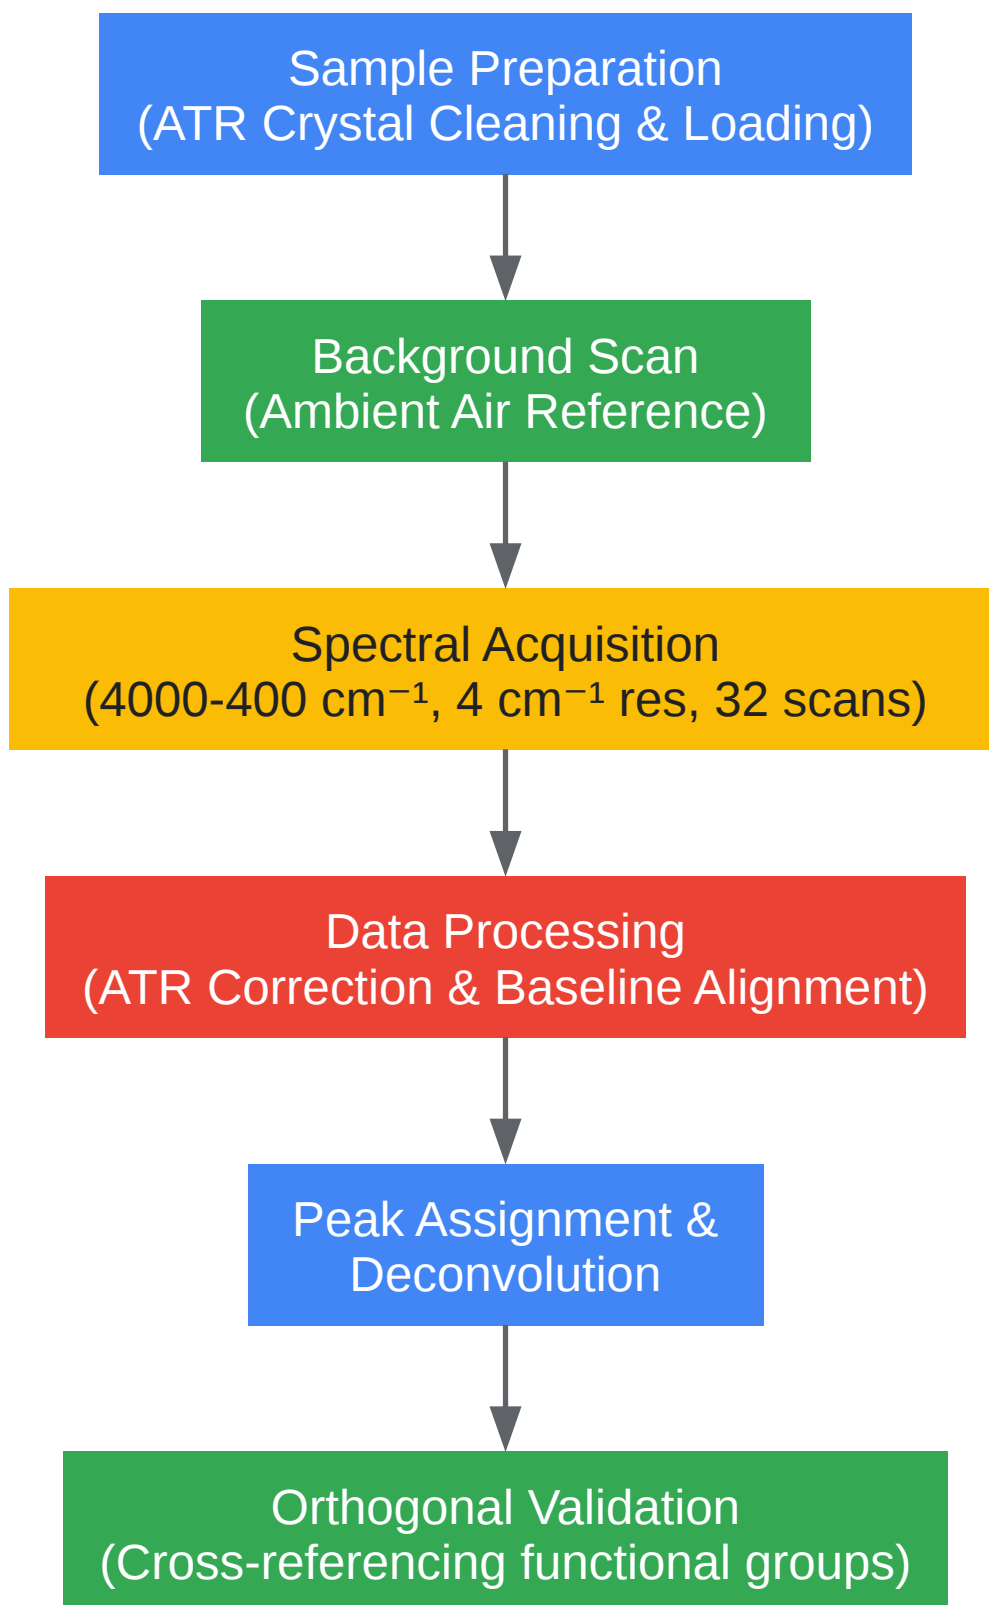 Sample Preparation
(ATR Crystal Cleaning & Loading)
Background Scan
(Ambient Air Reference)
Spectral Acquisition
(4000-400 cm⁻¹, 4 cm⁻¹ res, 32 scans)
Data Processing
(ATR Correction & Baseline Alignment)
Peak Assignment &
Deconvolution
Orthogonal Validation
(Cross-referencing functional groups)